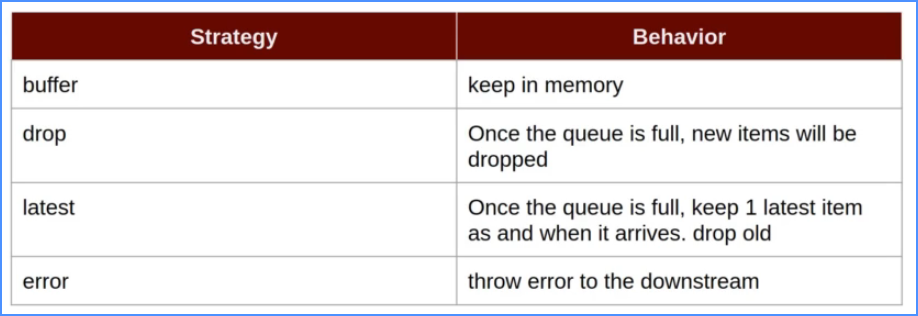 Strategy Behavior
buffer keep in memory
drop Once the queue is full, new items will be
dropped
latest Once the queue is full, keep 1 latest item
as and when it arrives. drop old
error throw error to the downstream